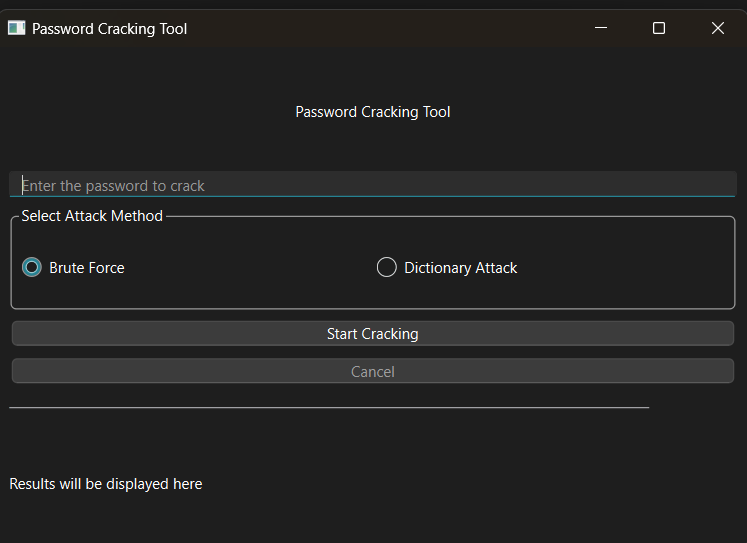 Password Cracking Tool
Password Cracking Tool
Enter the password to crack
Select Attack Method
Brute Force
Dictionary Attack
Start Cracking
Cancel
Results will be displayed here